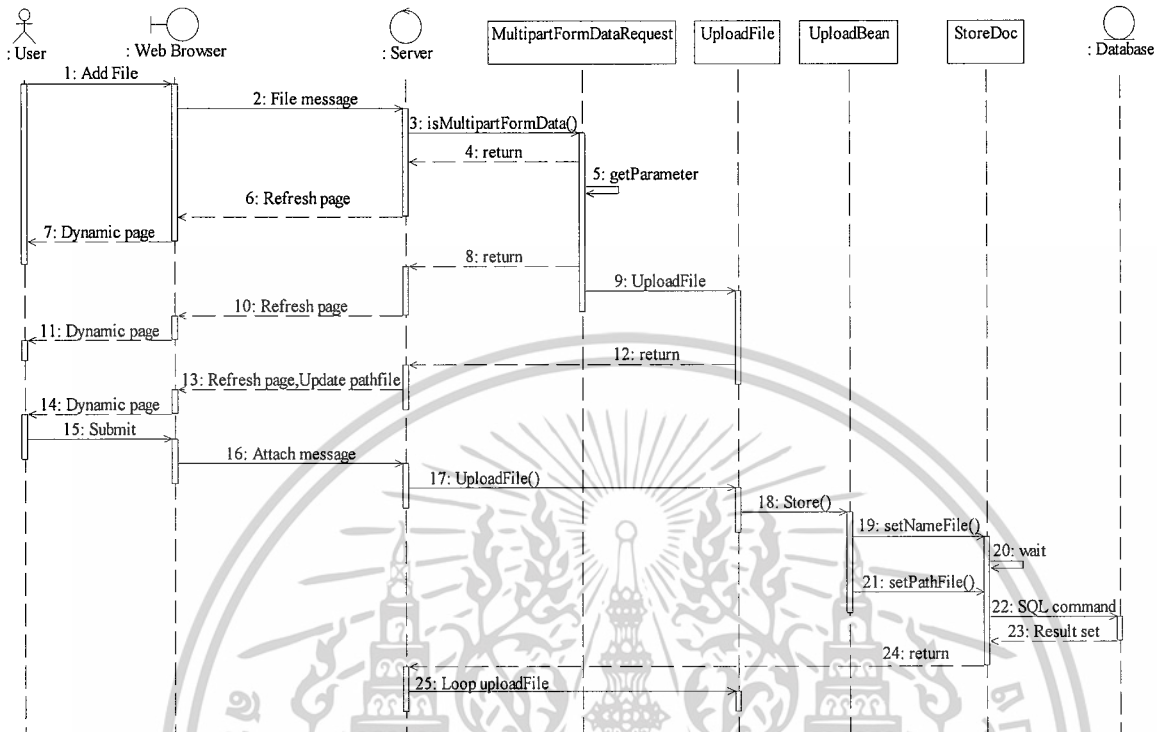 : User
: Web Browser
: Server
MultipartFormDataRequest
UploadFile
UploadBean
StoreDoc
: Database
1: Add File
2: File message
3: isMultipartFormData()
4: return
5: getParameter
6: Refresh page
7: Dynamic page
8: return
9: UploadFile
10: Refresh page
11: Dynamic page
12: return
13: Refresh page,Update pathfile
14: Dynamic page
15: Submit
16: Attach message
17: UploadFile()
18: Store()
19: setNameFile()
20: wait
21: setPathFile()
22: SQL command
23: Result set
24: return
25: Loop uploadFile